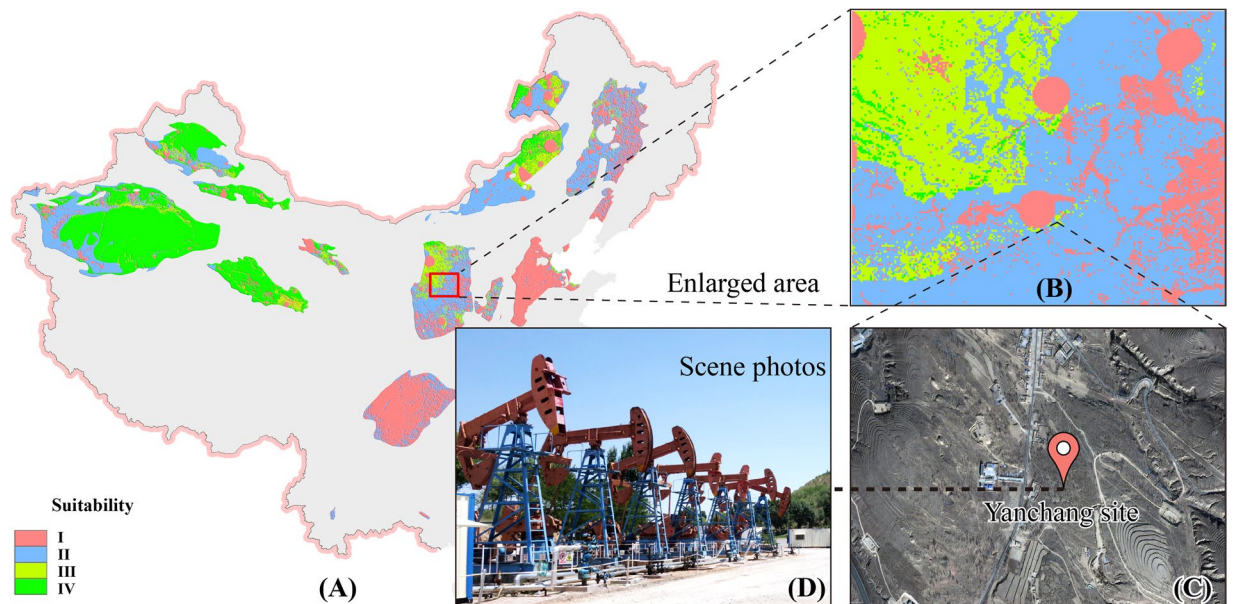 Enlarged area
(B)
Scene photos
Suitability
I
II
III
IV
(A)
(D)
Yanchang site
(C)